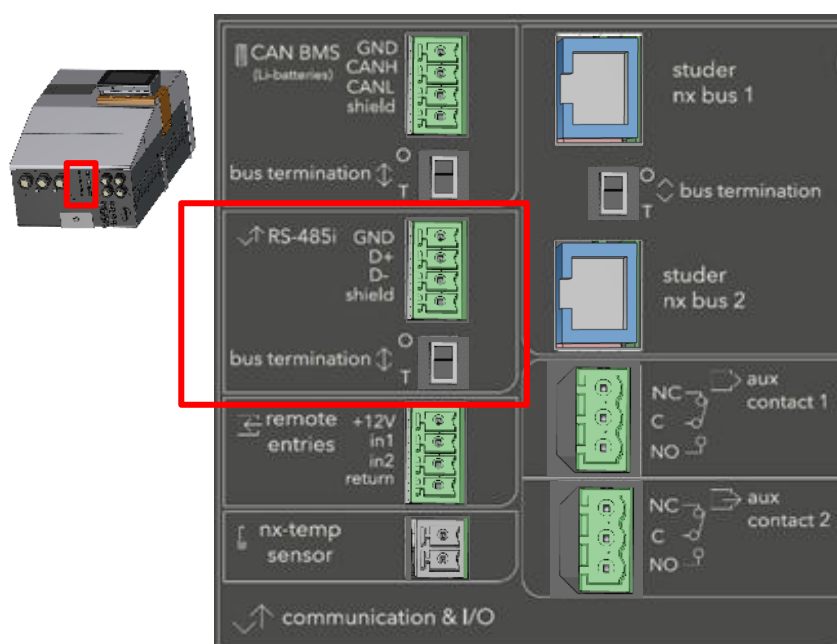 CAN BMS
(Li-batteries)
GND
CANH
CANL
shield
bus termination
O
T
RS-485i
GND
D+
D-
shield
bus termination
O
T
remote
entries
+12V
in1
in2
return
nx-temp
sensor
communication & I/O
studer
nx bus 1
O
T
bus termination
studer
nx bus 2
NC
C
NO
aux
contact 1
NC
C
NO
aux
contact 2